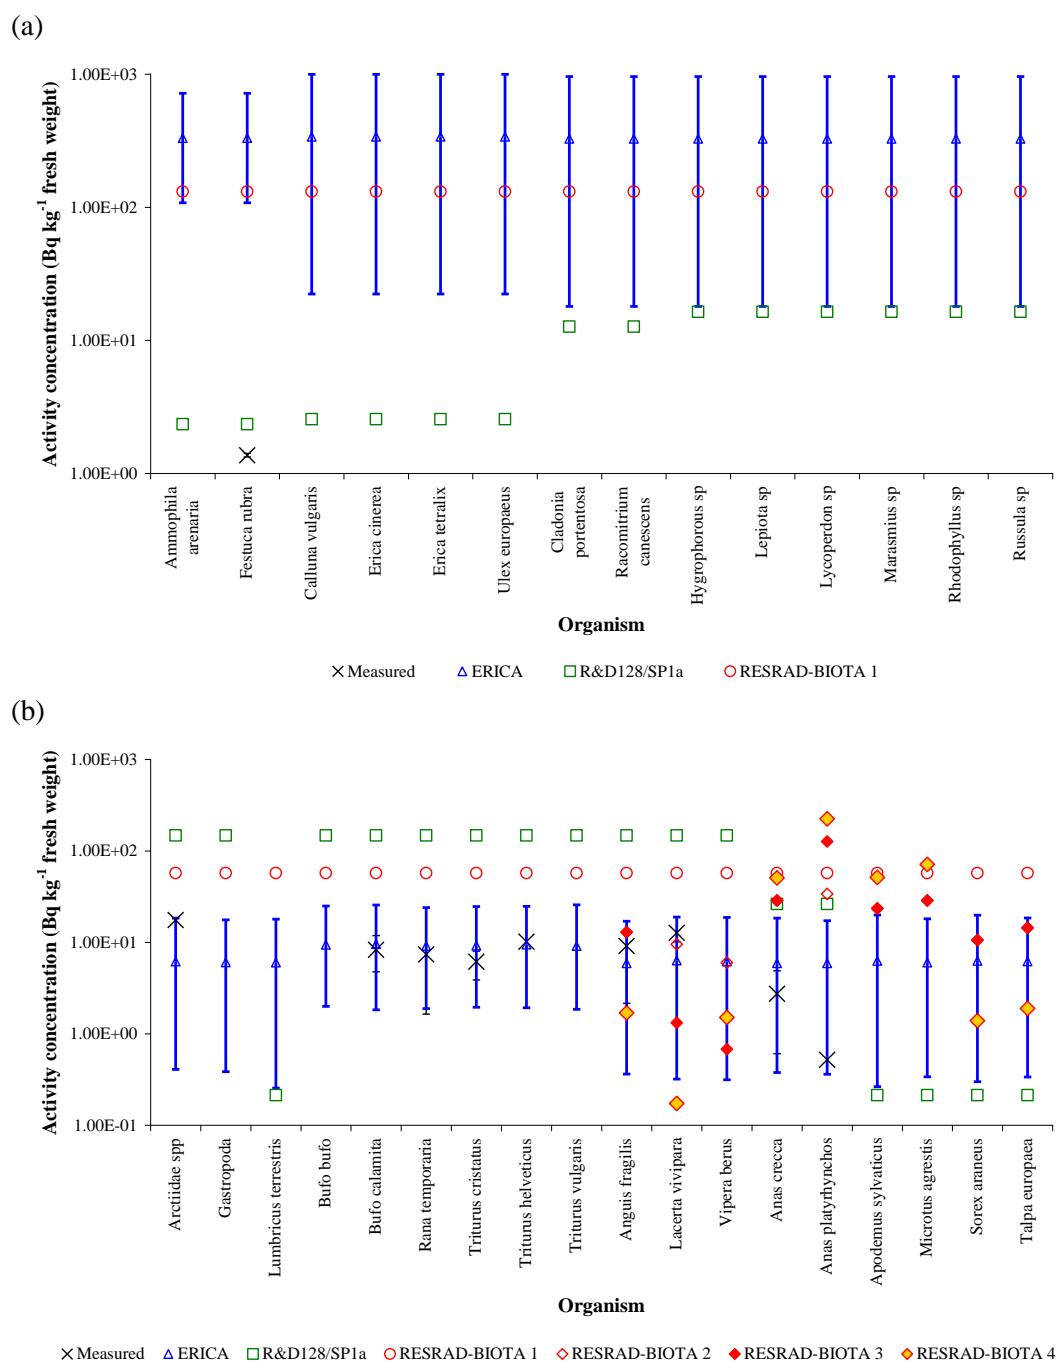 (a)
Activity concentration (Bq kg-1 fresh weight)
1.00E+03
1.00E+02
1.00E+01
1.00E+00
Ammophila
arenaria
Festuca rubra
Calluna vulgaris
Erica cinerea
Erica tetralix
Ulex europaeus
Cladonia
portentosa
Racomitrium
canescens
Hygrophorous sp
Lepiota sp
Lycoperdon sp
Marasmius sp
Rhodophyllus sp
Russula sp
Organism
Measured ERICA R&D128/SP1a RESRAD-BIOTA 1
(b)
Activity concentration (Bq kg-1 fresh weight)
1.00E+03
1.00E+02
1.00E+01
1.00E+00
1.00E-01
Arctiidae spp
Gastropoda
Lumbricus terrestris
Bufo bufo
Bufo calamita
Rana temporaria
Triturus cristatus
Triturus helveticus
Triturus vulgaris
Anguis fragilis
Lacerta vivipara
Vipera berus
Anas crecca
Anas platyrhynchos
Apodemus sylvaticus
Microtus agrestis
Sorex araneus
Talpa europaea
Organism
Measured ERICA R&D128/SP1a RESRAD-BIOTA 1 RESRAD-BIOTA 2 RESRAD-BIOTA 3 RESRAD-BIOTA 4